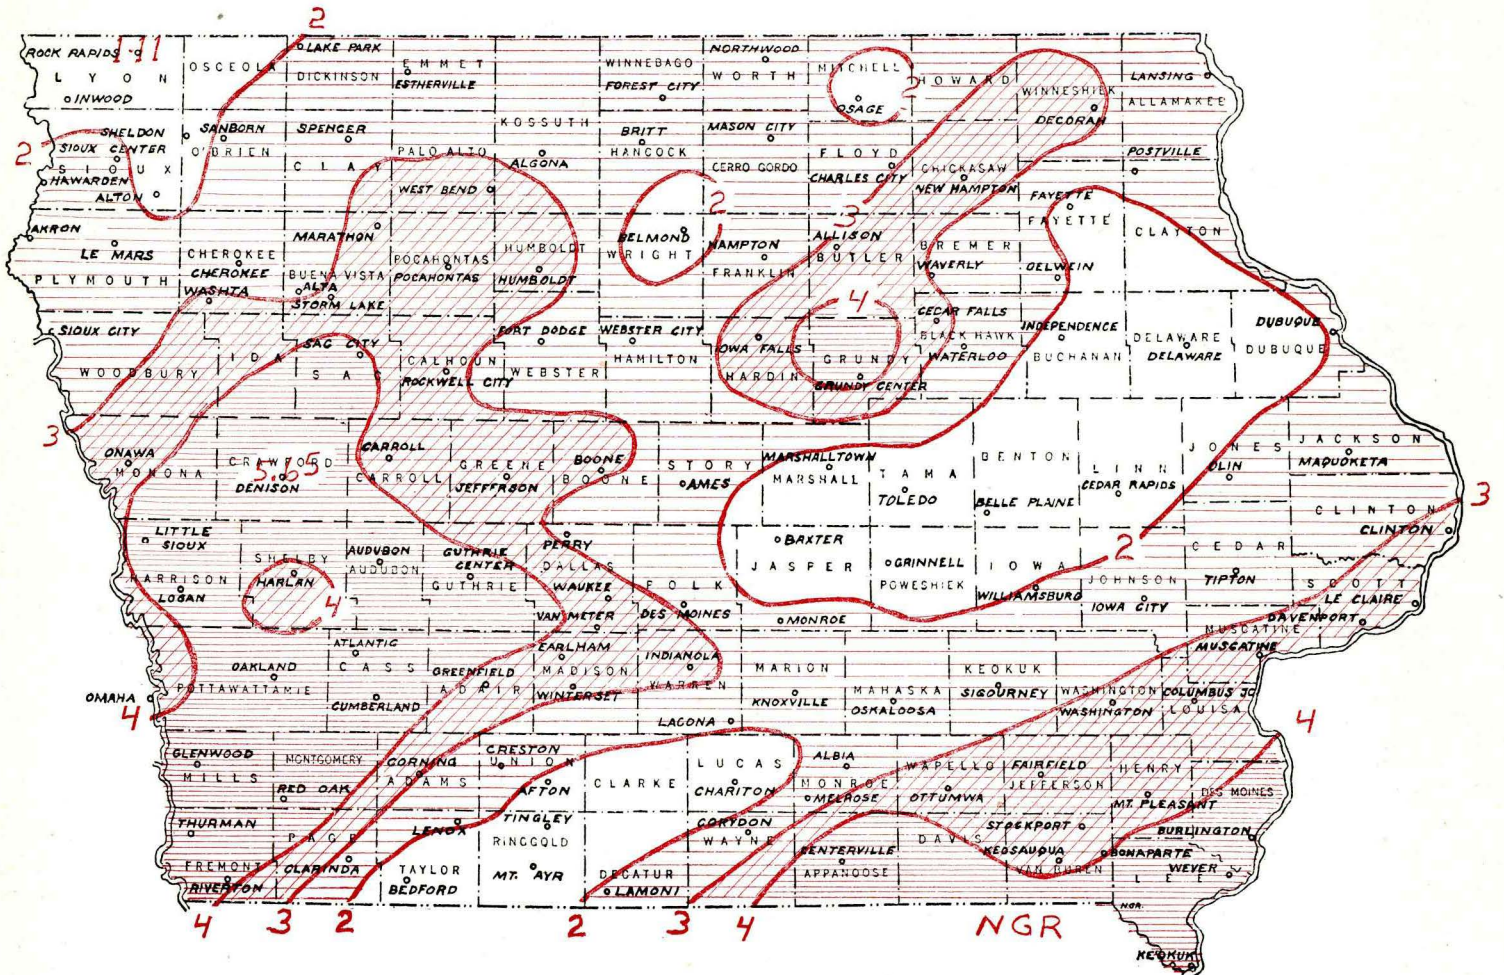 2
ROCK RAPIDS
1.11
LAKE PARK
NORTHWOOD
OSCEOLA
EMMET
WINNEBAGO
MITCHELL
LYON
DICKINSON
ESTHERVILLE
FOREST CITY
WORTH
HOWARD
WINNESHIEK
LANSING
INWOOD
OSAGE
2
ALLAMAKEE
DECORAH
KOSSUTH
SHELDON
SANBORN
SPENCER
BRITT
MASON CITY
2
SIOUX CENTER
O'BRIEN
PALO ALTO
HANCOCK
FLOYD
POSTVILLE
SIOUX
CLAY
ALGONA
CERRO GORDO
CHARLES CITY
CHICKASAW
HAWARDEN
WEST BEND
NEW HAMPTON
ALTON
FAYETTE
2
3
FAYETTE
AKRON
MARATHON
BELMOND
ALLISON
CLAYTON
LE MARS
CHEROKEE
POCAHONTAS
HUMBOLDT
WRIGHT
HAMPTON
BUTLER
BREMER
PLYMOUTH
CHEROKEE
BUENA VISTA
POCAHONTAS
HUMBOLDT
FRANKLIN
WAVERLY
OELWEIN
WASHTA
ALTA
STORM LAKE
4
CEDAR FALLS
SIOUX CITY
FORT DODGE
WEBSTER CITY
INDEPENDENCE
DUBUQUE
SAC CITY
IOWA FALLS
BLACK HAWK
DELAWARE
IDA
CALHOUN
HAMILTON
GRUNDY
WATERLOO
BUCHANAN
DELAWARE
DUBUQUE
WOODBURY
SAC
ROCKWELL CITY
WEBSTER
HARDIN
GRUNDY CENTER
3
ONAWA
CARROLL
JACKSON
MONONA
CRAWFORD
5.65
GREENE
BOONE
STORY
MARSHALLTOWN
BENTON
JONES
MAQUOKETA
DENISON
CARROLL
JEFFERSON
BOONE
AMES
MARSHALL
TAMA
LINN
OLIN
TOLEDO
BELLE PLAINE
CEDAR RAPIDS
3
CLINTON
LITTLE
SIOUX
PERRY
BAXTER
CLINTON
SHELBY
AUDUBON
GUTHRIE
CENTER
DALLAS
2
CEDAR
HARLAN
AUDUBON
GUTHRIE
WAUKEE
POLK
JASPER
GRINNELL
IOWA
HARRISON
POWESHIEK
JOHNSON
TIPTON
SCOTT
LOGAN
4
WILLIAMSBURG
IOWA CITY
LE CLAIRE
VAN METER
DES MOINES
MONROE
DAVENPORT
MUSCATINE
ATLANTIC
EARLHAM
INDIANOLA
MUSCATINE
OAKLAND
CASS
GREENFIELD
MADISON
MARION
KEOKUK
POTTAWATTAMIE
ADAIR
WINTERSET
WARREN
MAHASKA
SIGOURNEY
WASHINGTON
COLUMBUS JC
OMAHA
CUMBERLAND
KNOXVILLE
OSKALOOSA
WASHINGTON
LOUISA
4
LACONA
4
GLENWOOD
MONTGOMERY
CORNING
CRESTON
UNION
LUCAS
ALBIA
WAPELLO
FAIRFIELD
HENRY
MILLS
ADAMS
CLARKE
MONROE
JEFFERSON
DES MOINES
RED OAK
AFTON
CHARITON
MELROSE
OTTUMWA
MT. PLEASANT
THURMAN
LENOX
TINGLEY
CORYDON
STOCKPORT
BURLINGTON
PAGE
RINGGOLD
WAYNE
DAVIS
CENTERVILLE
KEOSAUQUA
BONAPARTE
FREMONT
CLARINDA
TAYLOR
MT. AYR
DECATUR
APPANOOSE
VAN BUREN
LEE
WEVER
RIVERTON
BEDFORD
LAMONI
NGR.
4
3
2
2
3
4
NGR
KEOKUK